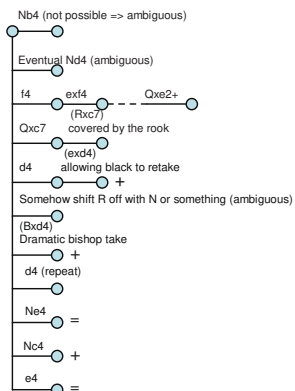 Nb4 (not possible => ambiguous)
Eventual Nd4 (ambiguous)
f4 exf4 Qxe2+
(Rxc7)
Qxc7 covered by the rook
(exd4)
d4 allowing black to retake
+
Somehow shift R off with N or something (ambiguous)
(Bxd4)
Dramatic bishop take
+
d4 (repeat)
Ne4
=
Nc4
+
e4
=